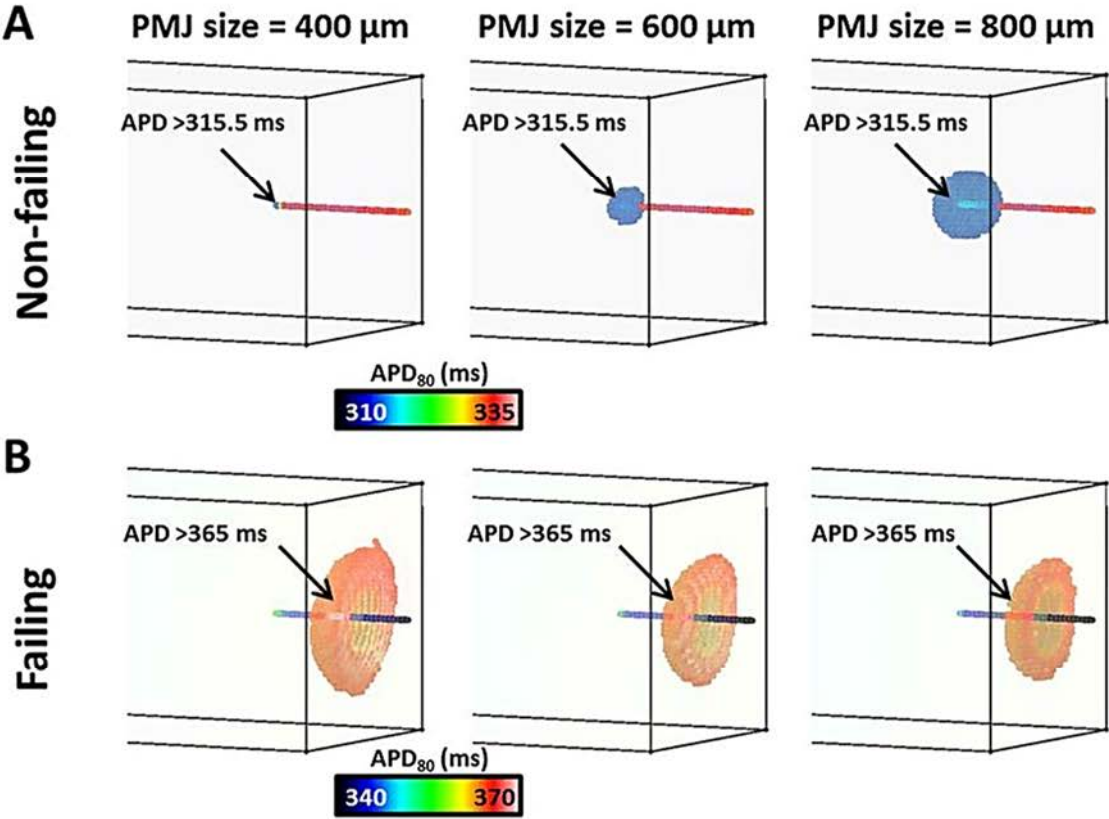 A
PMJ size = 400 µm
PMJ size = 600 µm
PMJ size = 800 µm
Non-failing
APD >315.5 ms
APD >315.5 ms
APD >315.5 ms
APD₈₀ (ms)
310 335
B
Failing
APD >365 ms
APD >365 ms
APD >365 ms
APD₈₀ (ms)
340 370